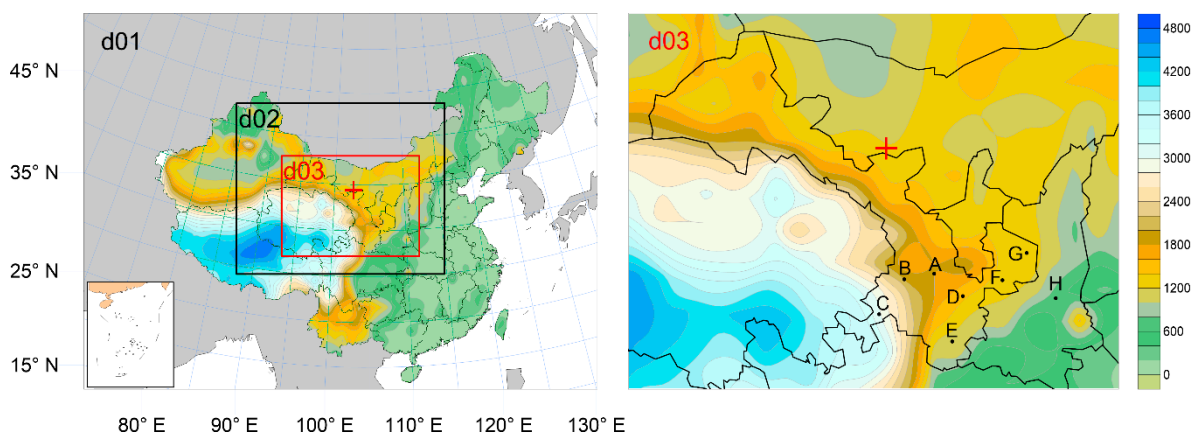 d01
d02
d03
45° N
35° N
25° N
15° N
80° E
90° E
100° E
110° E
120° E
130° E
d03
A
B
C
D
E
F
G
H
4800
4200
3600
3000
2400
1800
1200
600
0